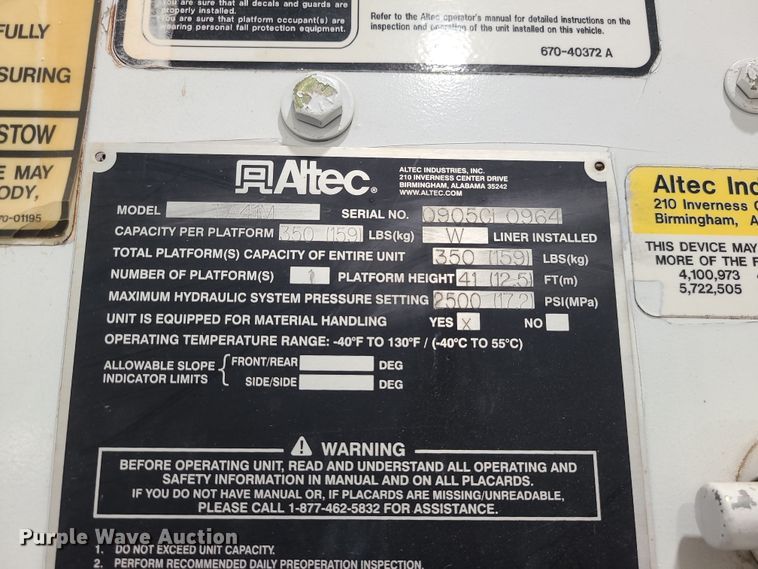 You are sure that all decals and guards are
properly installed.
You are sure that platform occupant(s) are
wearing personal fall protection equipment.
Refer to the Altec operator's manual for detailed instructions on the
inspection and operation of the unit installed on this vehicle.
670-40372 A
FULLY
SURING
STOW
E MAY
BODY,
70-01195
Altec®
ALTEC INDUSTRIES, INC.
210 INVERNESS CENTER DRIVE
BIRMINGHAM, ALABAMA 35242
WWW.ALTEC.COM
MODEL 41M SERIAL NO. 0905CI 0964
CAPACITY PER PLATFORM 350 (159) LBS(kg) W LINER INSTALLED
TOTAL PLATFORM(S) CAPACITY OF ENTIRE UNIT 350 (159) LBS(kg)
NUMBER OF PLATFORM(S) 1 PLATFORM HEIGHT 41 (12.5) FT(m)
MAXIMUM HYDRAULIC SYSTEM PRESSURE SETTING 2500 (17.2) PSI(MPa)
UNIT IS EQUIPPED FOR MATERIAL HANDLING YES X NO
OPERATING TEMPERATURE RANGE: -40°F TO 130°F / (-40°C TO 55°C)
ALLOWABLE SLOPE INDICATOR LIMITS { FRONT/REAR DEG
SIDE/SIDE DEG
WARNING
BEFORE OPERATING UNIT, READ AND UNDERSTAND ALL OPERATING AND
SAFETY INFORMATION IN MANUAL AND ON ALL PLACARDS.
IF YOU DO NOT HAVE MANUAL OR, IF PLACARDS ARE MISSING/UNREADABLE,
PLEASE CALL 1-877-462-5832 FOR ASSISTANCE.
1. DO NOT EXCEED UNIT CAPACITY.
2. PERFORM RECOMMENDED DAILY PREOPERATION INSPECTION.
Altec Ind
210 Inverness C
Birmingham, A
THIS DEVICE MAY
MORE OF THE F
4,100,973
5,722,505
Purple Wave Auction